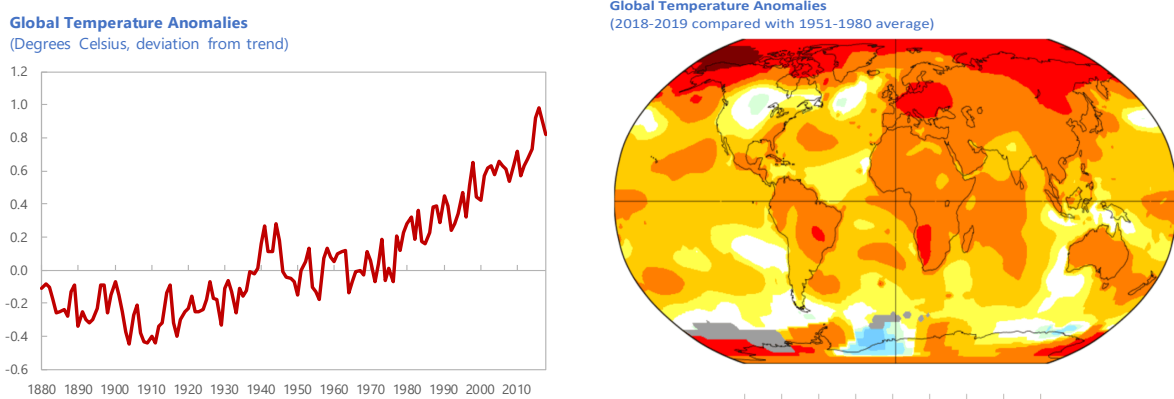 Global Temperature Anomalies
(Degrees Celsius, deviation from trend)
1.2
1.0
0.8
0.6
0.4
0.2
0.0
-0.2
-0.4
-0.6
1880 1890 1900 1910 1920 1930 1940 1950 1960 1970 1980 1990 2000 2010
Global Temperature Anomalies
(2018-2019 compared with 1951-1980 average)